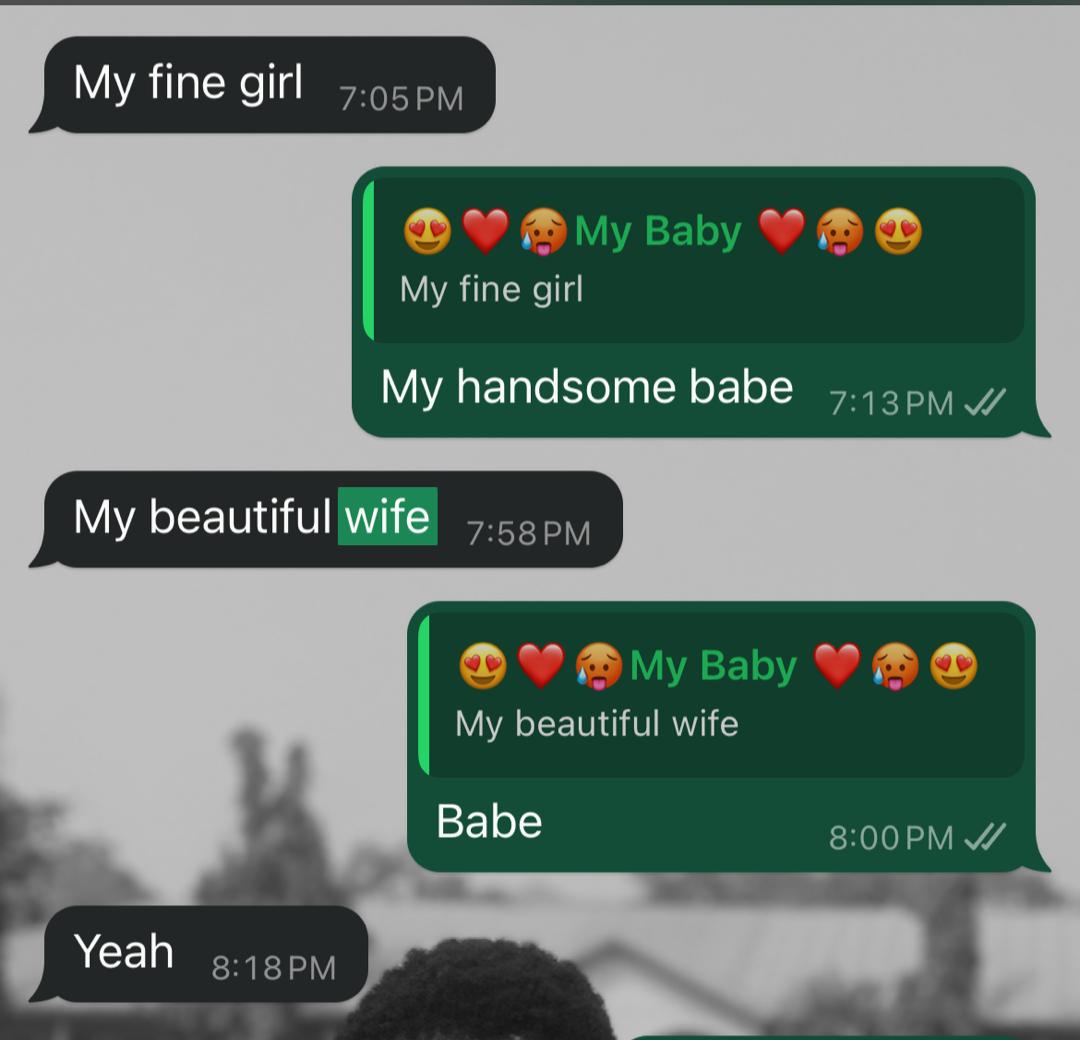 My fine girl 7:05 PM
😍❤️🥵My Baby ❤️🥵😍
My fine girl
My handsome babe 7:13 PM
My beautiful wife 7:58 PM
😍❤️🥵My Baby ❤️🥵😍
My beautiful wife
Babe 8:00 PM
Yeah 8:18 PM